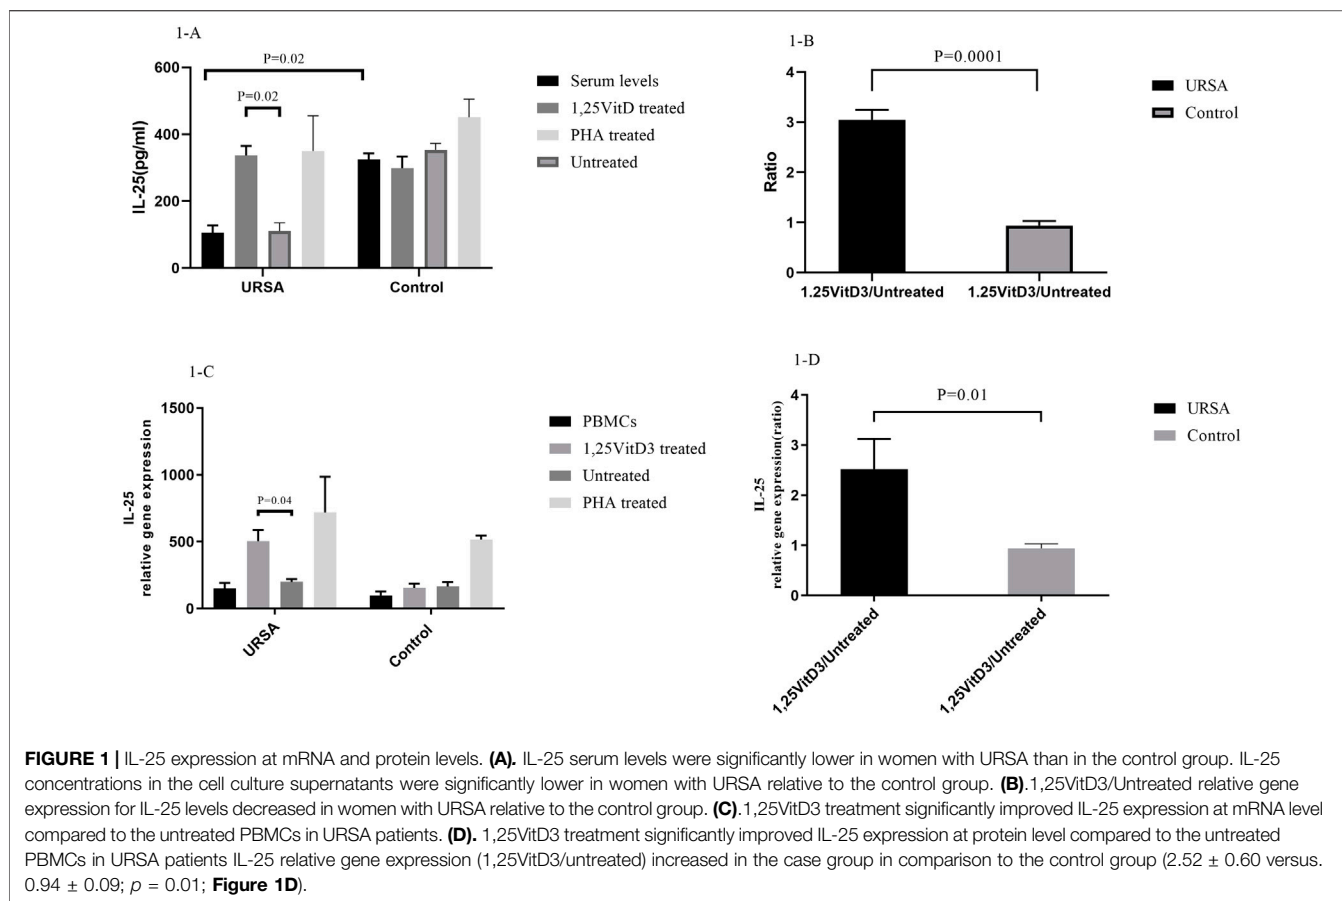 1-A
P=0.02
P=0.02
600
400
200
0
IL-25(pg/ml)
URSA
Control
Serum levels
1,25VitD treated
PHA treated
Untreated
1-B
P=0.0001
4
3
2
1
0
Ratio
1.25VitD3/Untreated
1.25VitD3/Untreated
URSA
Control
1-C
1500
1000
500
0
IL-25
relative gene expression
P=0.04
URSA
Control
PBMCs
1,25VitD3 treated
Untreated
PHA treated
1-D
P=0.01
4
3
2
1
0
IL-25
relative gene expression(ratio)
1,25VitD3/Untreated
1,25VitD3/Untreated
URSA
Control
FIGURE 1 | IL-25 expression at mRNA and protein levels. (A). IL-25 serum levels were significantly lower in women with URSA than in the control group. IL-25
concentrations in the cell culture supernatants were significantly lower in women with URSA relative to the control group. (B).1,25VitD3/Untreated relative gene
expression for IL-25 levels decreased in women with URSA relative to the control group. (C).1,25VitD3 treatment significantly improved IL-25 expression at mRNA level
compared to the untreated PBMCs in URSA patients. (D). 1,25VitD3 treatment significantly improved IL-25 expression at protein level compared to the untreated
PBMCs in URSA patients IL-25 relative gene expression (1,25VitD3/untreated) increased in the case group in comparison to the control group (2.52 ± 0.60 versus.
0.94 ± 0.09; p = 0.01; Figure 1D).